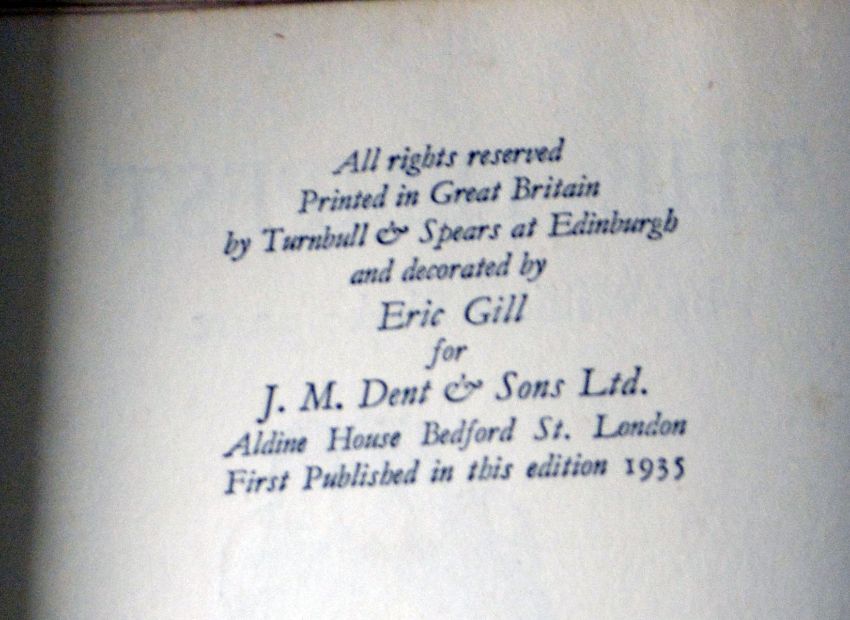 All rights reserved
Printed in Great Britain
by Turnbull & Spears at Edinburgh
and decorated by
Eric Gill
for
J. M. Dent & Sons Ltd.
Aldine House Bedford St. London
First Published in this edition 1935